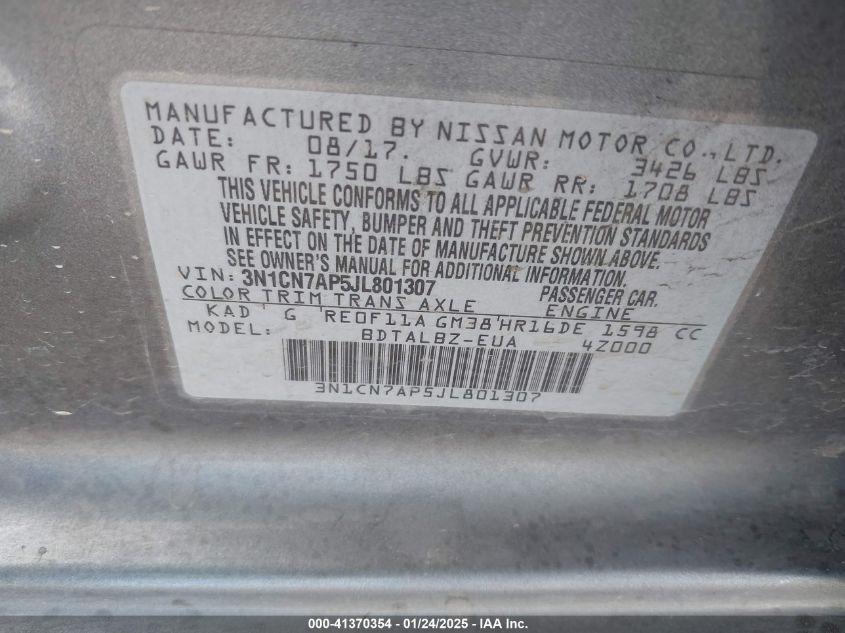 MANUFACTURED BY NISSAN MOTOR CO., LTD.
DATE: 08/17. GVWR: 3426 LBS
GAWR FR: 1750 LBS GAWR RR: 1708 LBS
THIS VEHICLE CONFORMS TO ALL APPLICABLE FEDERAL MOTOR
VEHICLE SAFETY, BUMPER AND THEFT PREVENTION STANDARDS
IN EFFECT ON THE DATE OF MANUFACTURE SHOWN ABOVE.
SEE OWNER'S MANUAL FOR ADDITIONAL INFORMATION.
VIN: 3N1CN7AP5JL801307 PASSENGER CAR.
COLOR TRIM TRANS AXLE ENGINE
KAD G RE0F11A GM38 HR16DE 1598 CC
MODEL: BDTALBZ-EUA 4Z000
3N1CN7AP5JL801307
000-41370354 - 01/24/2025 - IAAI.com